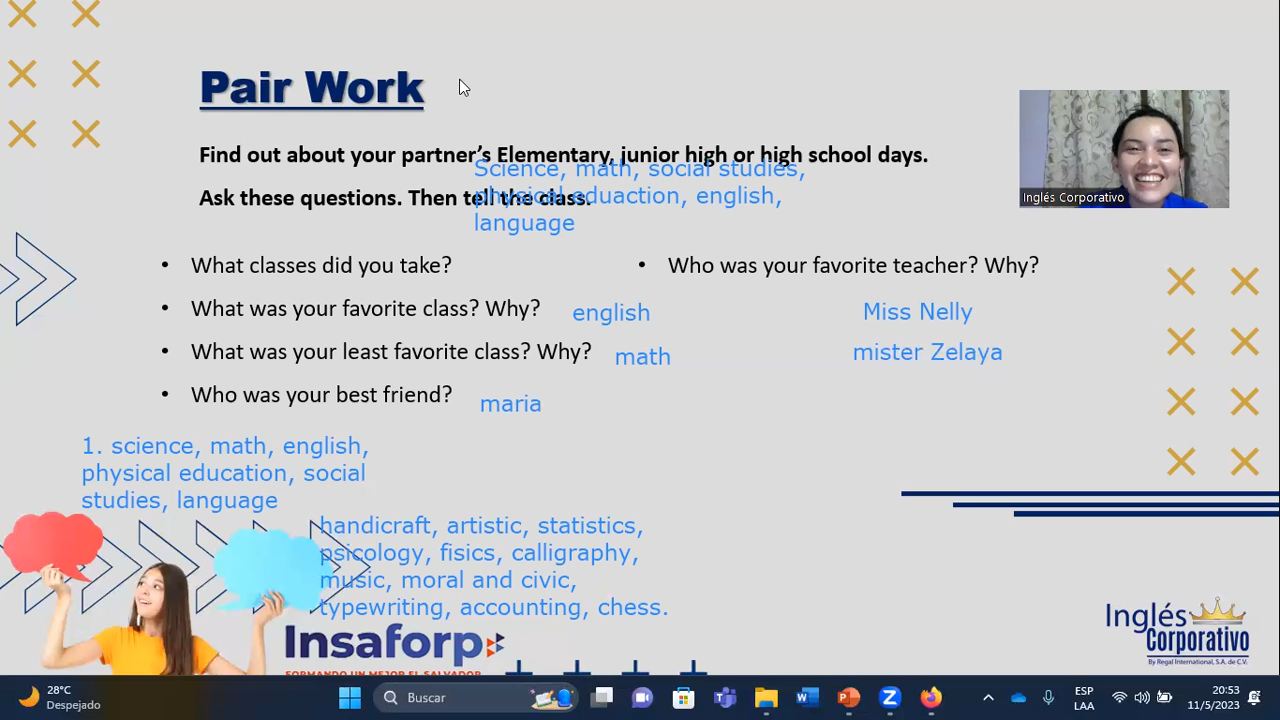 Pair Work
Find out about your partner's Elementary, junior high or high school days.
Science, math, social studies,
Ask these questions. Then tell the class.
physical eduaction, english,
language
Inglés Corporativo
• What classes did you take?
• What was your favorite class? Why?
english
• What was your least favorite class? Why?
math
• Who was your best friend?
maria
• Who was your favorite teacher? Why?
Miss Nelly
mister Zelaya
1. science, math, english,
physical education, social
studies, language
handicraft, artistic, statistics,
psicology, fisics, calligraphy,
music, moral and civic,
typewriting, accounting, chess.
Insaforp
FORMANDO UN MEJOR EL SALVADOR
Inglés
Corporativo
By Regal International, S.A. de C.V.
28°C
Despejado
Buscar
ESP
LAA
20:53
11/5/2023